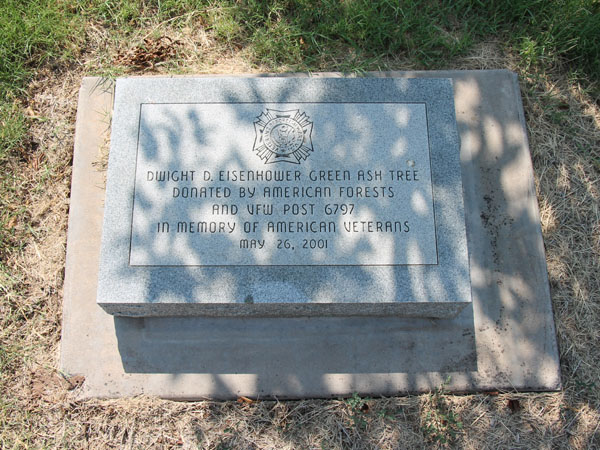 DWIGHT D. EISENHOWER GREEN ASH TREE
DONATED BY AMERICAN FORESTS
AND VFW POST 6797
IN MEMORY OF AMERICAN VETERANS
MAY 26, 2001